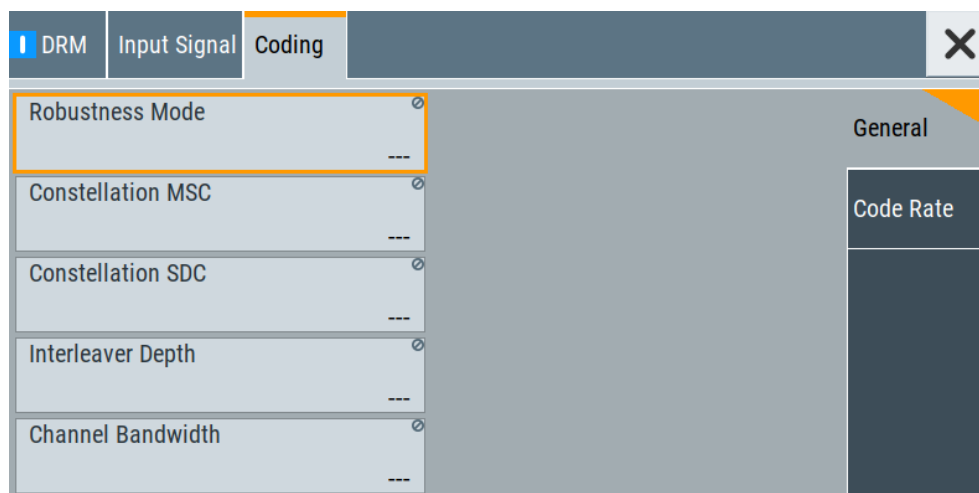 DRM
Input Signal
Coding
Robustness Mode
---
Constellation MSC
---
Constellation SDC
---
Interleaver Depth
---
Channel Bandwidth
---
General
Code Rate